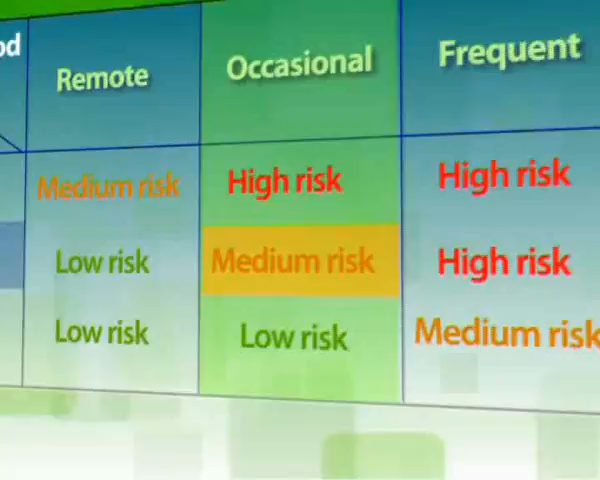 Remote Occasional Frequent
Medium risk High risk High risk
Low risk Medium risk High risk
Low risk Low risk Medium risk